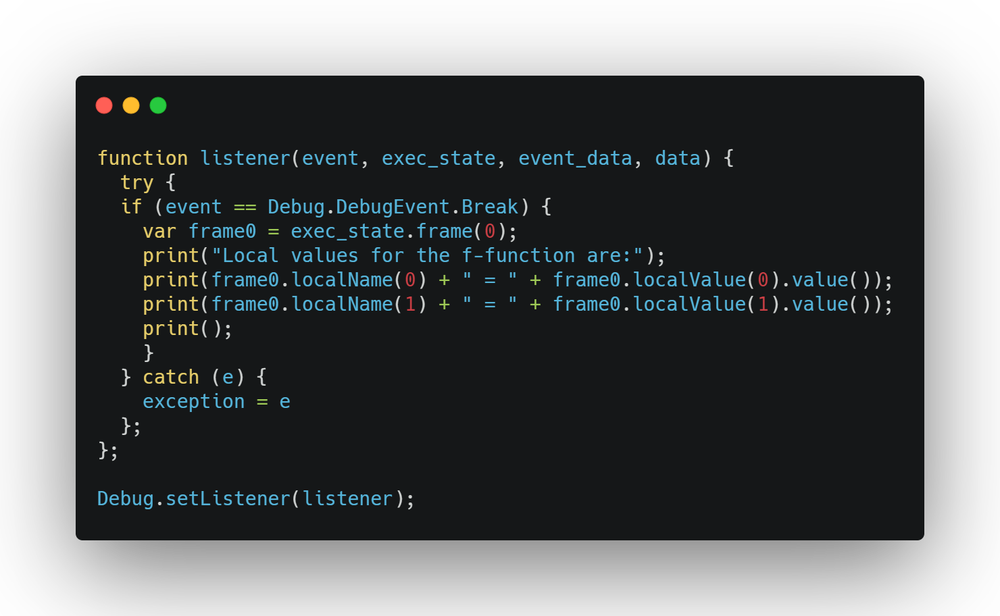 function listener(event, exec_state, event_data, data) {
  try {
  if (event == Debug.DebugEvent.Break) {
    var frame0 = exec_state.frame(0);
    print("Local values for the f-function are:");
    print(frame0.localName(0) + " = " + frame0.localValue(0).value());
    print(frame0.localName(1) + " = " + frame0.localValue(1).value());
    print();
    }
  } catch (e) {
    exception = e
  };
};

Debug.setListener(listener);